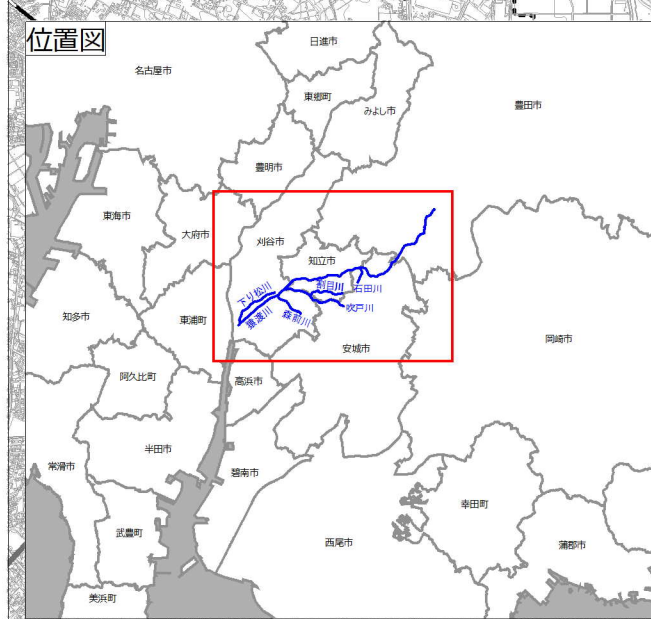 位置図
日進市
名古屋市
東郷町
みよし市
豊田市
豊明市
東海市
大府市
刈谷市
知立市
割目川
石田川
下り松川
吹戸川
猿渡川
森前川
知多市
東浦町
安城市
岡崎市
阿久比町
高浜市
半田市
常滑市
碧南市
幸田町
武豊町
西尾市
蒲郡市
美浜町